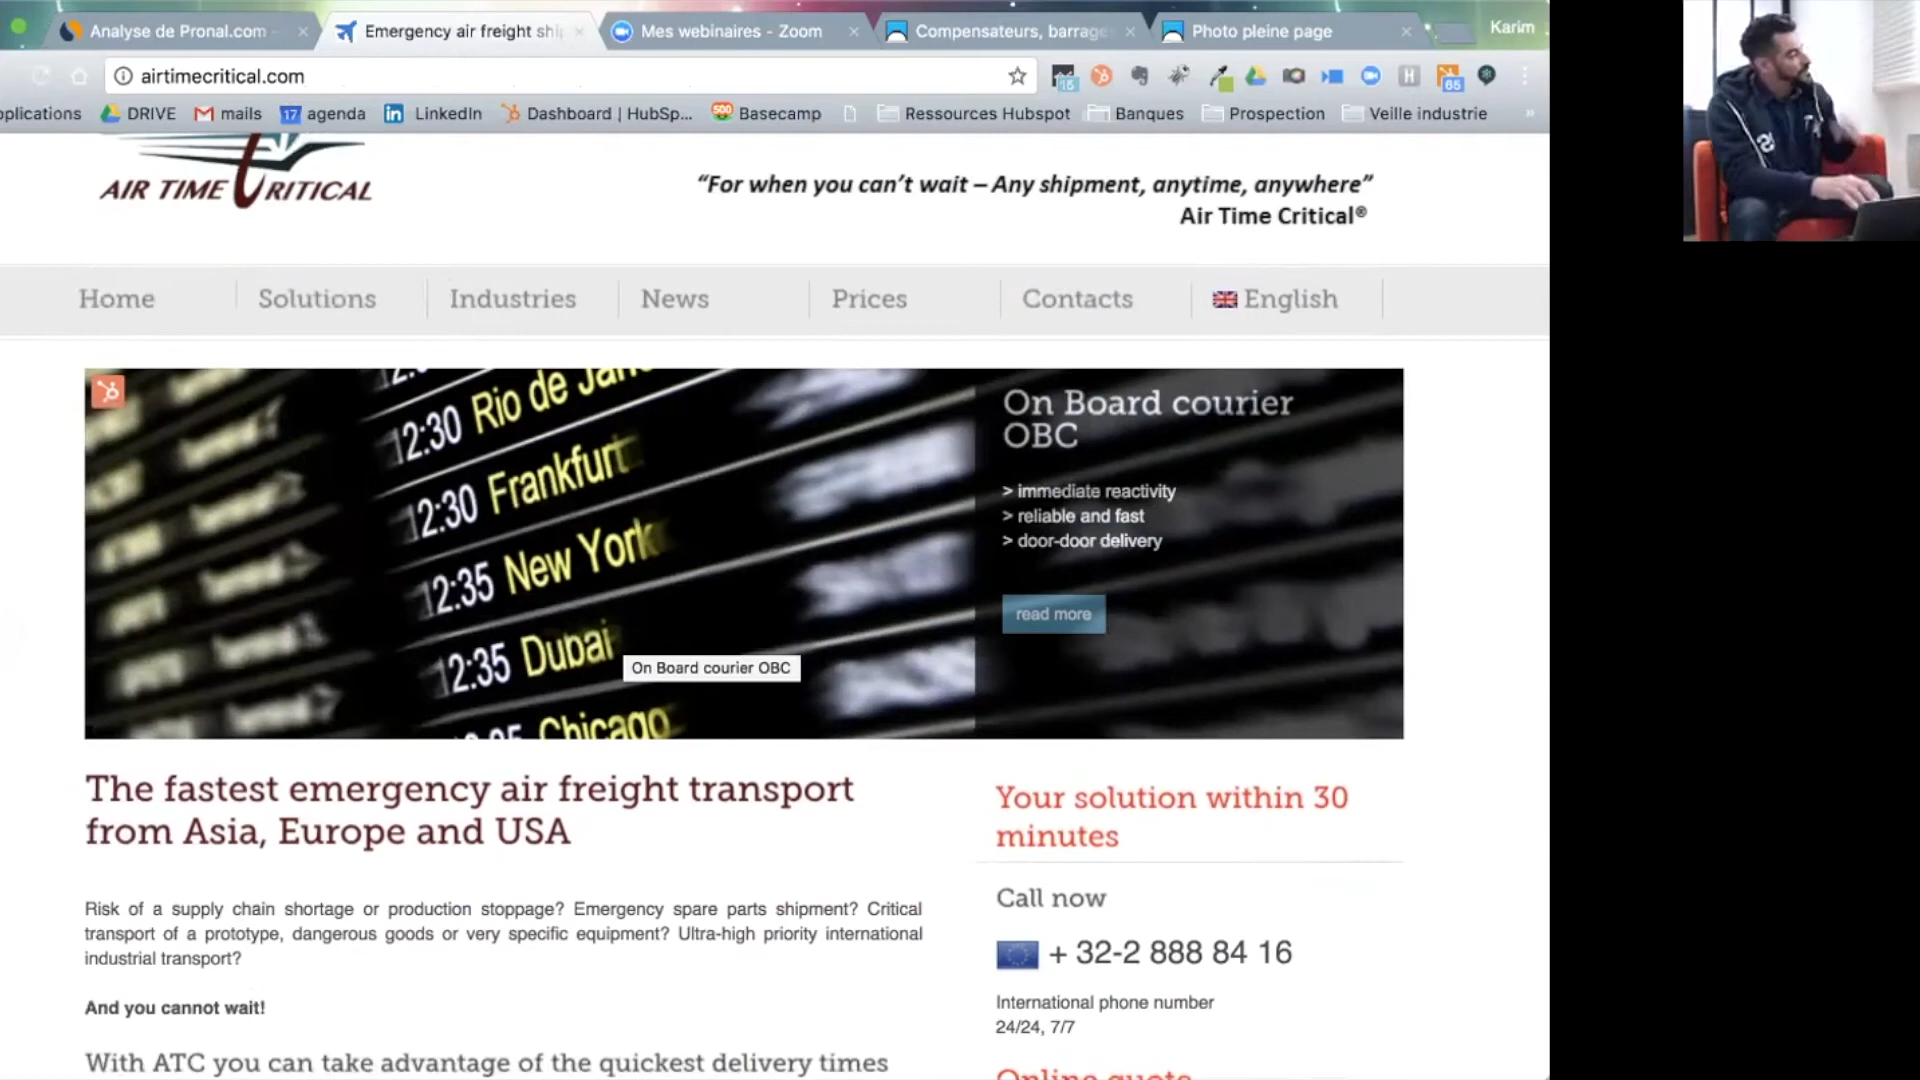 Analyse de Pronal.com
Emergency air freight ship
Mes webinaires - Zoom
Compensateurs, barrage
Photo pleine page
Karim
airtimecritical.com
15
65
plications
DRIVE
mails
17 agenda
LinkedIn
Dashboard | HubSp...
Basecamp
Ressources Hubspot
Banques
Prospection
Veille industrie
»
AIR TIME CRITICAL
“For when you can’t wait – Any shipment, anytime, anywhere”
Air Time Critical®
Home
Solutions
Industries
News
Prices
Contacts
English
12:30 Rio de Jan
12:30 Frankfurt
12:35 New York
12:35 Dubai
Chicago
On Board courier OBC
On Board courier
OBC
> immediate reactivity
> reliable and fast
> door-door delivery
read more
The fastest emergency air freight transport
from Asia, Europe and USA
Risk of a supply chain shortage or production stoppage? Emergency spare parts shipment? Critical
transport of a prototype, dangerous goods or very specific equipment? Ultra-high priority international
industrial transport?
And you cannot wait!
With ATC you can take advantage of the quickest delivery times
Your solution within 30
minutes
Call now
+ 32-2 888 84 16
International phone number
24/24, 7/7
Online quote